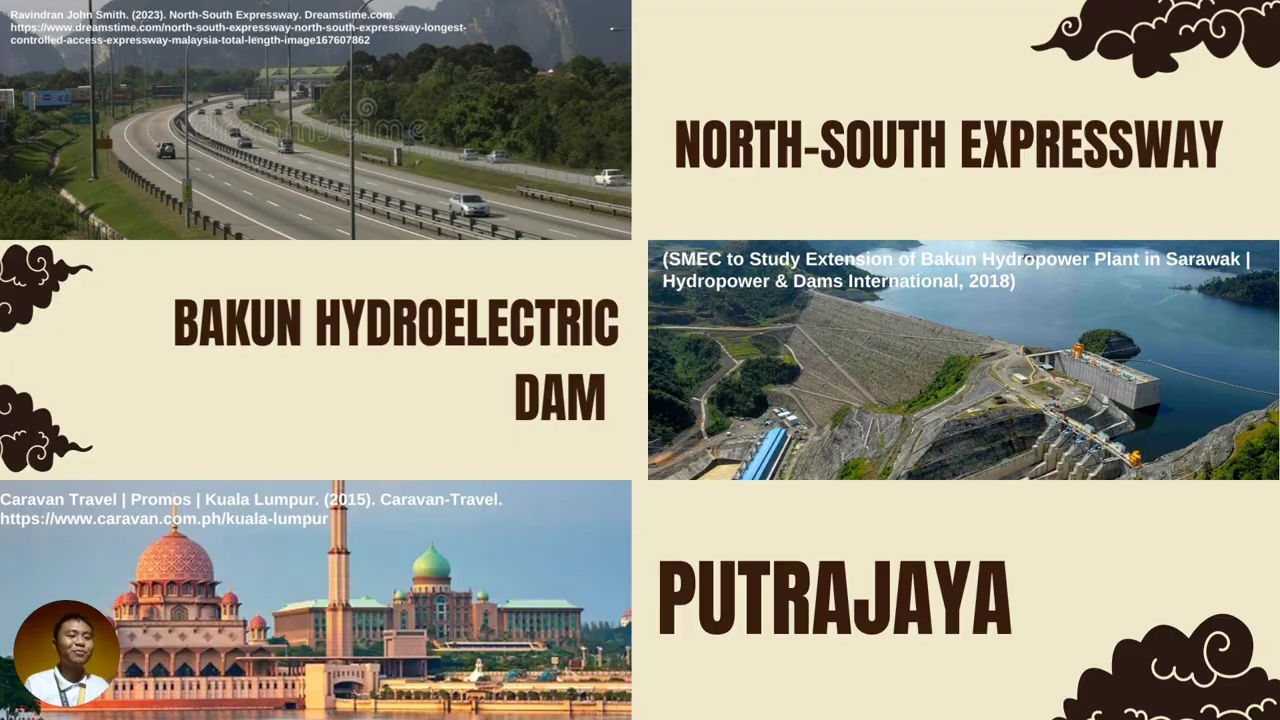 Ravindran John Smith. (2023). North-South Expressway. Dreamstime.com.
https://www.dreamstime.com/north-south-expressway-north-south-expressway-longest-
controlled-access-expressway-malaysia-total-length-image167607862
dreamstime
NORTH-SOUTH EXPRESSWAY
BAKUN HYDROELECTRIC
DAM
(SMEC to Study Extension of Bakun Hydropower Plant in Sarawak |
Hydropower & Dams International, 2018)
Caravan Travel | Promos | Kuala Lumpur. (2015). Caravan-Travel.
https://www.caravan.com.ph/kuala-lumpur
PUTRAJAYA